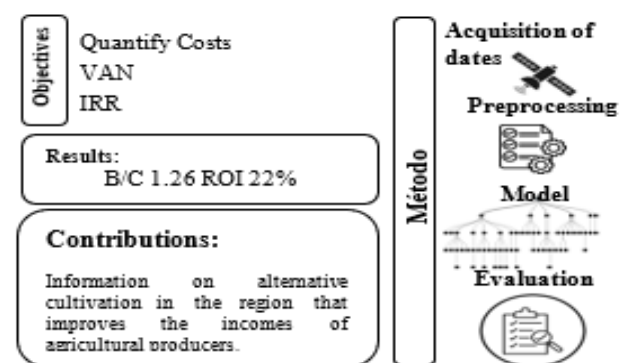 Objectives
Quantify Costs
VAN
IRR
Results:
B/C 1.26 ROI 22%
Contributions:
Information on alternative
cultivation in the region that
improves the incomes of
agricultural producers.
Método
Acquisition of
dates
Preprocessing
Model
Evaluation